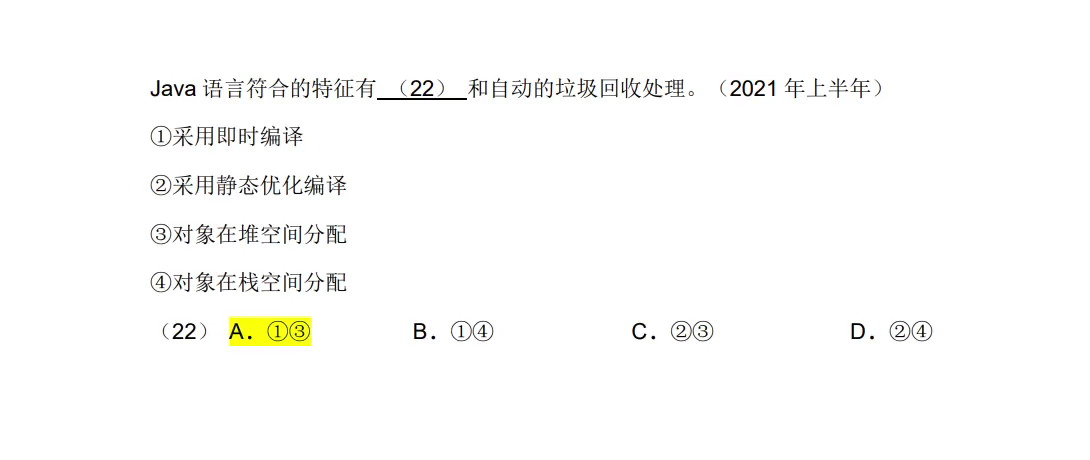 Java 语言符合的特征有 （22） 和自动的垃圾回收处理。（2021 年上半年）
①采用即时编译
②采用静态优化编译
③对象在堆空间分配
④对象在栈空间分配
（22） A．①③ B．①④ C．②③ D．②④